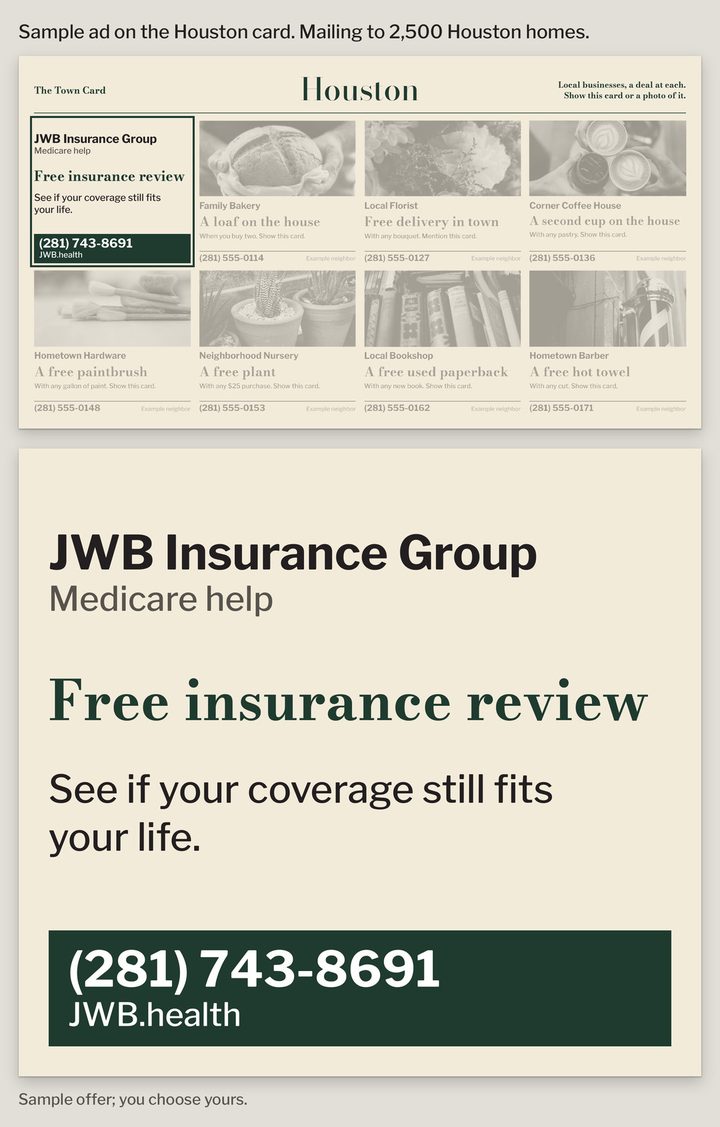 Sample ad on the Houston card. Mailing to 2,500 Houston homes.
The Town Card
Houston
Local businesses, a deal at each.
Show this card or a photo of it.
JWB Insurance Group
Medicare help
Free insurance review
See if your coverage still fits
your life.
(281) 743-8691
JWB.health
Family Bakery
A loaf on the house
When you buy two. Show this card.
(281) 555-0114
Example neighbor
Local Florist
Free delivery in town
With any bouquet. Mention this card.
(281) 555-0127
Example neighbor
Corner Coffee House
A second cup on the house
With any pastry. Show this card.
(281) 555-0136
Example neighbor
Hometown Hardware
A free paintbrush
With any gallon of paint. Show this card.
(281) 555-0148
Example neighbor
Neighborhood Nursery
A free plant
With any $25 purchase. Show this card.
(281) 555-0153
Example neighbor
Local Bookshop
A free used paperback
With any new book. Show this card.
(281) 555-0162
Example neighbor
Hometown Barber
A free hot towel
With any cut. Show this card.
(281) 555-0171
Example neighbor
JWB Insurance Group
Medicare help
Free insurance review
See if your coverage still fits
your life.
(281) 743-8691
JWB.health
Sample offer; you choose yours.